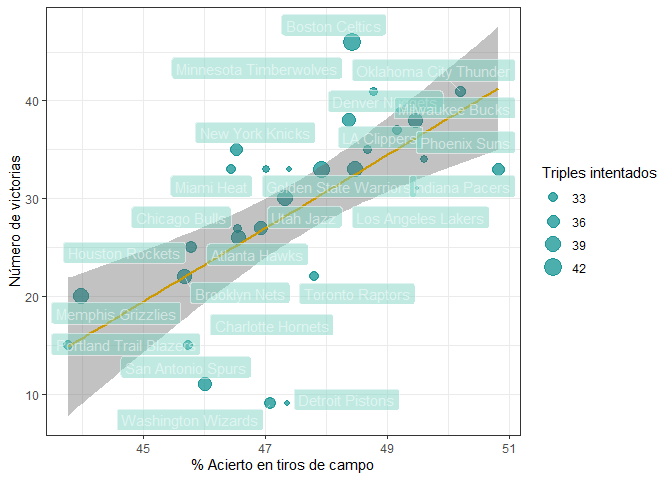 Boston Celtics
Minnesota Timberwolves
Oklahoma City Thunder
Denver Nuggets
Milwaukee Bucks
New York Knicks
LA Clippers
Phoenix Suns
Miami Heat
Golden State Warriors
Indiana Pacers
Chicago Bulls
Utah Jazz
Los Angeles Lakers
Houston Rockets
Atlanta Hawks
Brooklyn Nets
Toronto Raptors
Memphis Grizzlies
Charlotte Hornets
Portland Trail Blazers
San Antonio Spurs
Detroit Pistons
Washington Wizards
40
30
20
10
Número de victorias
45
47
49
51
% Acierto en tiros de campo
Triples intentados
33
36
39
42